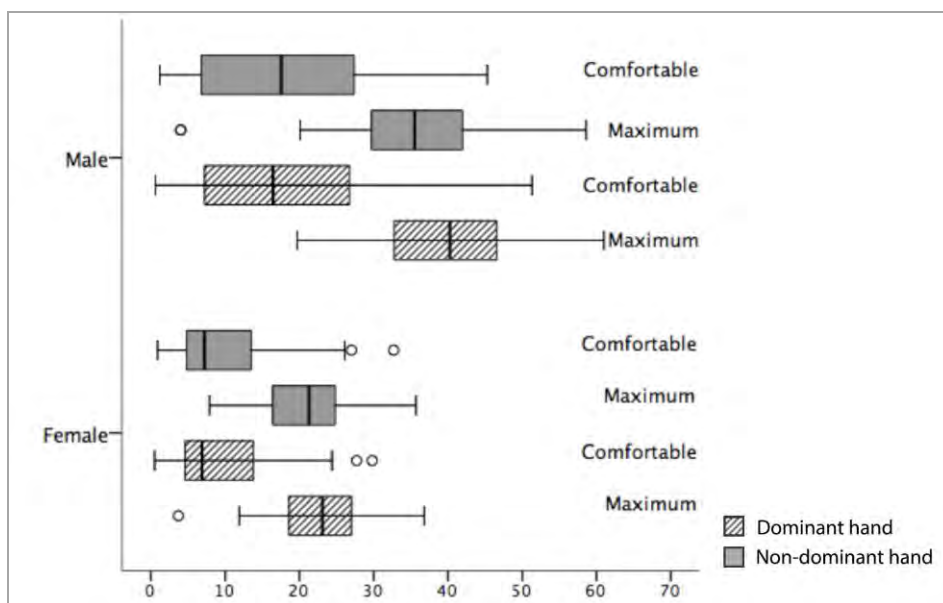 Comfortable
Maximum
Male
Comfortable
Maximum
Comfortable
Maximum
Female
Comfortable
Maximum
Dominant hand
Non-dominant hand
0 10 20 30 40 50 60 70